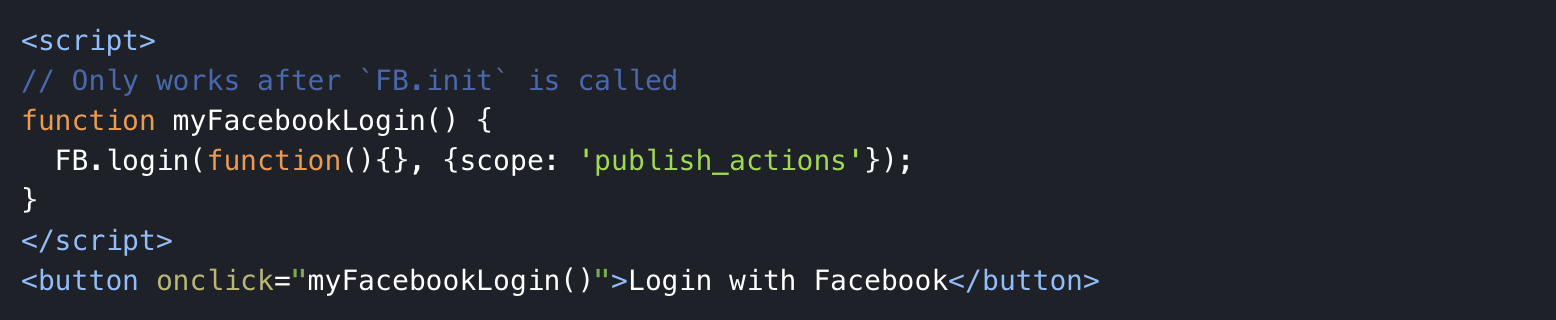 <script>
// Only works after `FB.init` is called
function myFacebookLogin() {
  FB.login(function(){}, {scope: 'publish_actions'});
}
</script>
<button onclick="myFacebookLogin()">Login with Facebook</button>